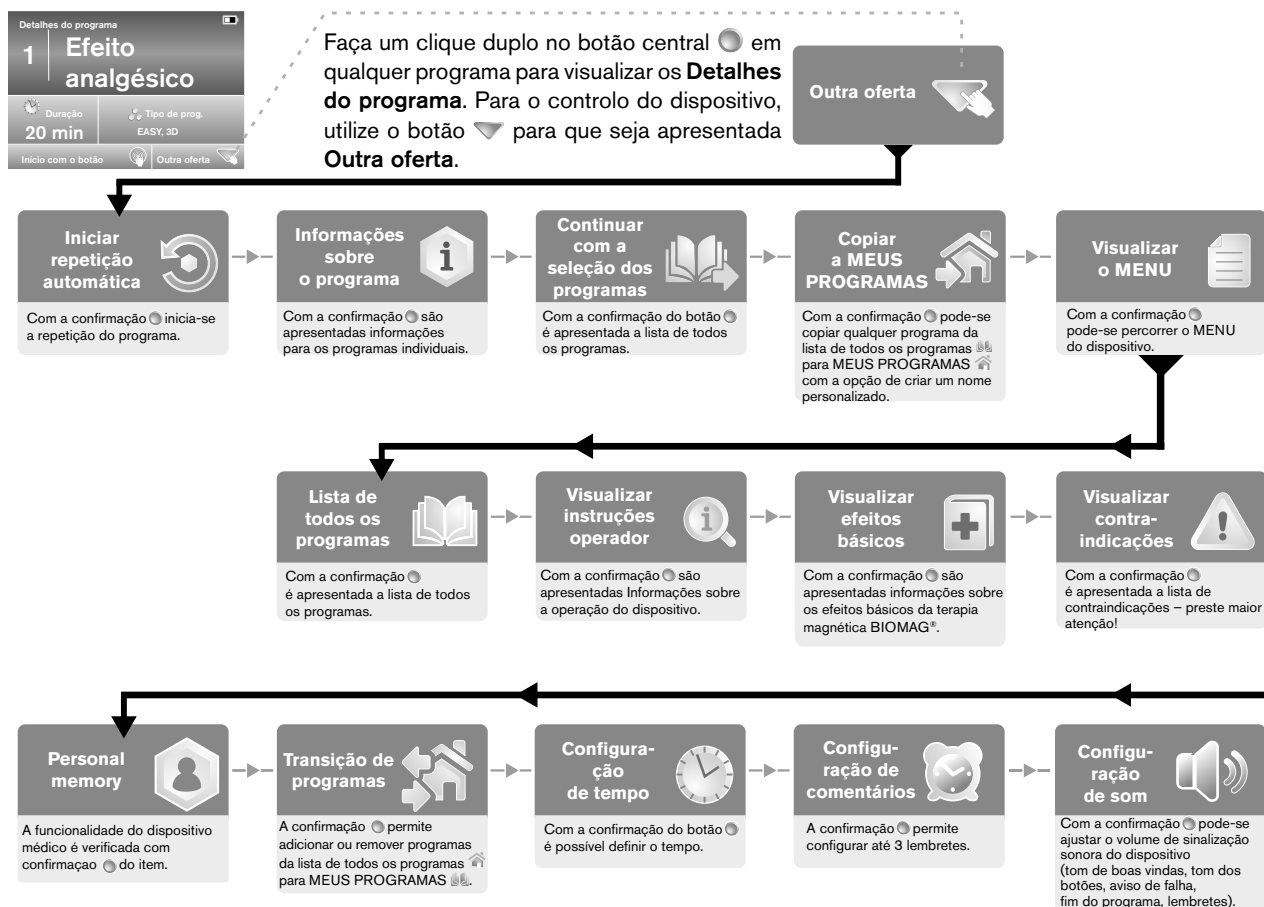 Detalhes do programa
1
Efeito
analgésico
Duração
20 min
Tipo de prog.
EASY, 3D
Início com o botão
Outra oferta
Faça um clique duplo no botão central em
qualquer programa para visualizar os Detalhes
do programa. Para o controlo do dispositivo,
utilize o botão para que seja apresentada
Outra oferta.
Outra oferta
Iniciar
repetição
automática
Com a confirmação inicia-se
a repetição do programa.
Informações
sobre
o programa
Com a confirmação são
apresentadas informações
para os programas individuais.
Continuar
com a
seleção dos
programas
Com a confirmação do botão
é apresentada a lista de todos
os programas.
Copiar
a MEUS
PROGRAMAS
Com a confirmação pode-se
copiar qualquer programa da
lista de todos os programas
para MEUS PROGRAMAS
com a opção de criar um nome
personalizado.
Visualizar
o MENU
Com a confirmação
pode-se percorrer o MENU
do dispositivo.
Lista de
todos os
programas
Com a confirmação
é apresentada a lista de todos
os programas.
Visualizar
instruções
operador
Com a confirmação são
apresentadas Informações sobre
a operação do dispositivo.
Visualizar
efeitos
básicos
Com a confirmação são
apresentadas informações sobre
os efeitos básicos da terapia
magnética BIOMAG®.
Visualizar
contra-
indicações
Com a confirmação
é apresentada a lista de
contraindicações – preste maior
atenção!
Personal
memory
A funcionalidade do dispositivo
médico é verificada com
confirmaçao do item.
Transição de
programas
A confirmação permite
adicionar ou remover programas
da lista de todos os programas
para MEUS PROGRAMAS.
Configura-
ção
de tempo
Com a confirmação do botão
é possível definir o tempo.
Configu-
ração de
comentários
A confirmação permite
configurar até 3 lembretes.
Configu-
ração
de som
Com a confirmação pode-se
ajustar o volume de sinalização
sonora do dispositivo
(tom de boas vindas, tom dos
botões, aviso de falha,
fim do programa, lembretes).